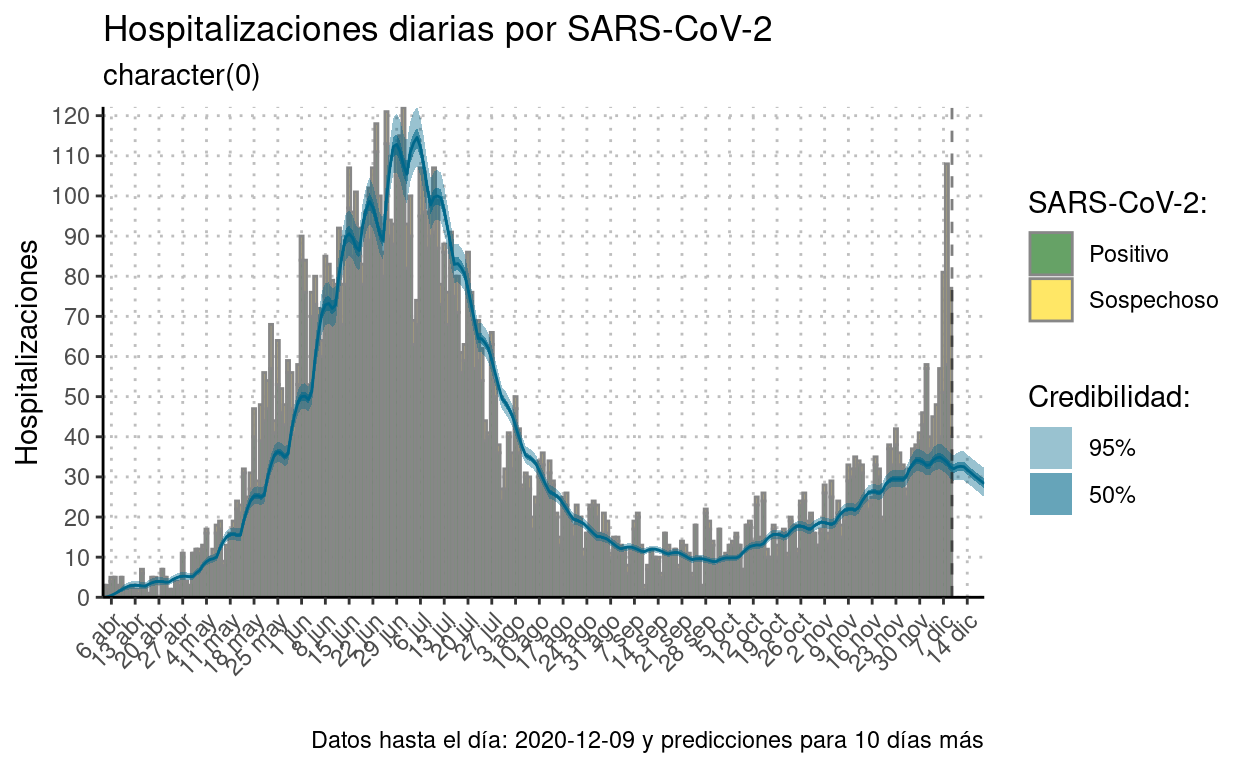 Hospitalizaciones diarias por SARS-CoV-2
character(0)
Hospitalizaciones
120
110
100
90
80
70
60
50
40
30
20
10
0
6 abr
13 abr
20 abr
27 abr
4 may
11 may
18 may
25 may
1 jun
8 jun
15 jun
22 jun
29 jun
6 jul
13 jul
20 jul
27 jul
3 ago
10 ago
17 ago
24 ago
31 ago
7 sep
14 sep
21 sep
28 sep
5 oct
12 oct
19 oct
26 oct
2 nov
9 nov
16 nov
23 nov
30 nov
7 dic
14 dic
SARS-CoV-2:
Positivo
Sospechoso
Credibilidad:
95%
50%
Datos hasta el día: 2020-12-09 y predicciones para 10 días más